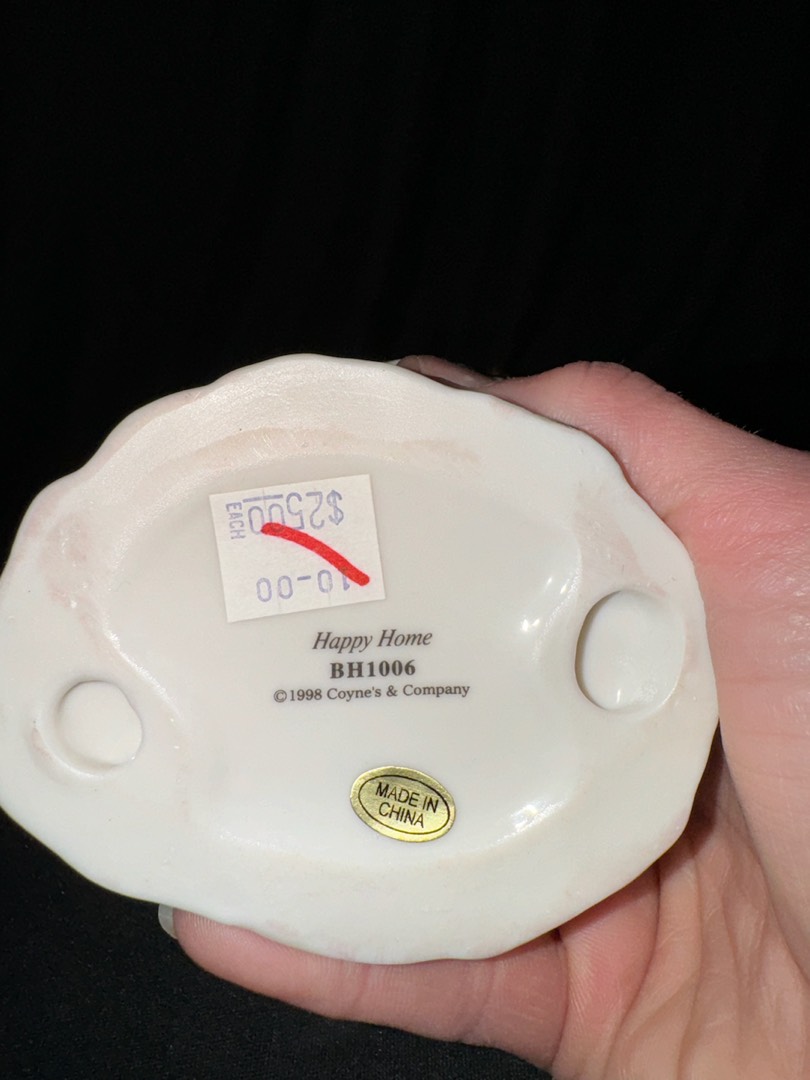 $25.00
EACH
10-00
Happy Home
BH1006
©1998 Coyne's & Company
MADE IN
CHINA